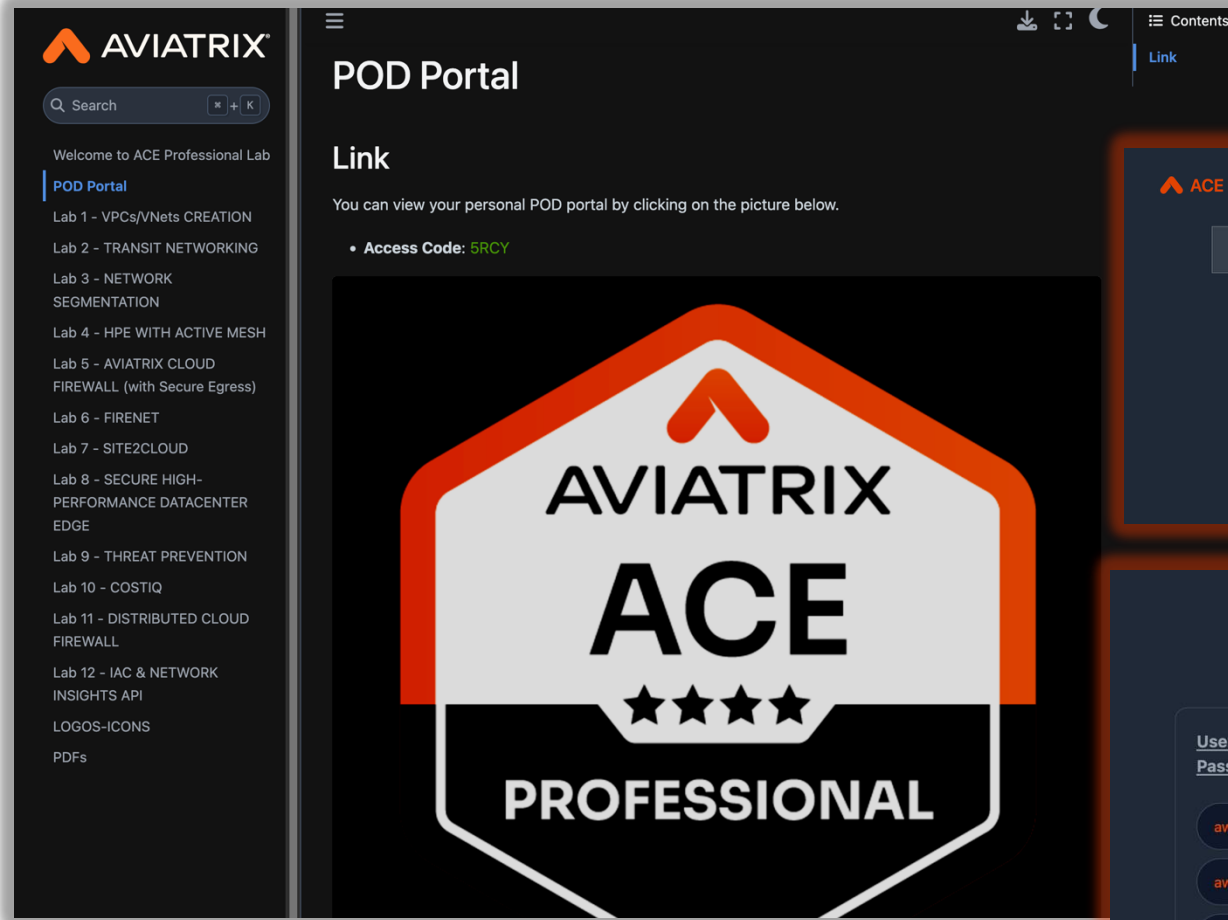 AVIATRIX
Search
⌘ + K
Welcome to ACE Professional Lab
POD Portal
Lab 1 - VPCs/VNets CREATION
Lab 2 - TRANSIT NETWORKING
Lab 3 - NETWORK
SEGMENTATION
Lab 4 - HPE WITH ACTIVE MESH
Lab 5 - AVIATRIX CLOUD
FIREWALL (with Secure Egress)
Lab 6 - FIRENET
Lab 7 - SITE2CLOUD
Lab 8 - SECURE HIGH-
PERFORMANCE DATACENTER
EDGE
Lab 9 - THREAT PREVENTION
Lab 10 - COSTIQ
Lab 11 - DISTRIBUTED CLOUD
FIREWALL
Lab 12 - IAC & NETWORK
INSIGHTS API
LOGOS-ICONS
PDFs
POD Portal
Link
You can view your personal POD portal by clicking on the picture below.
• Access Code: 5RCY
AVIATRIX
ACE
PROFESSIONAL
Contents
Link
ACE